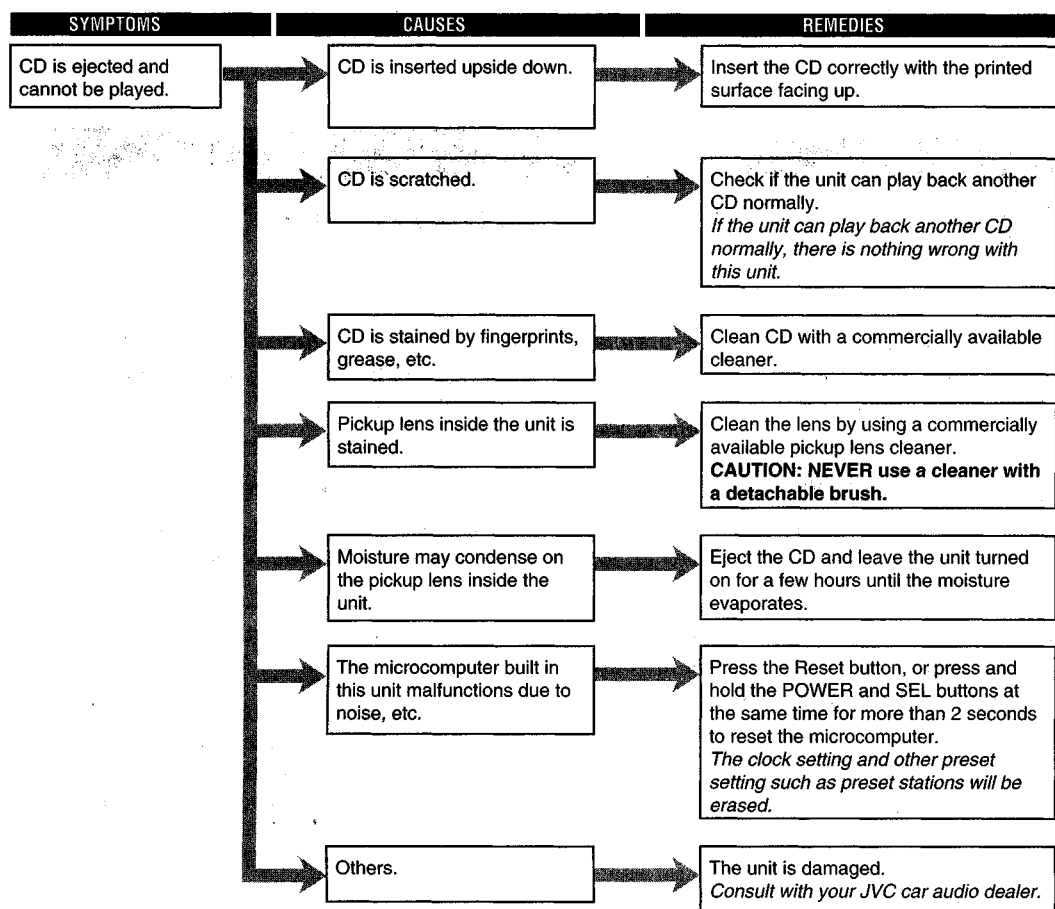 SYMPTOMS CAUSES REMEDIES
CD is ejected and
cannot be played.
CD is inserted upside down.
Insert the CD correctly with the printed
surface facing up.
CD is scratched.
Check if the unit can play back another
CD normally.
If the unit can play back another CD
normally, there is nothing wrong with
this unit.
CD is stained by fingerprints,
grease, etc.
Clean CD with a commercially available
cleaner.
Pickup lens inside the unit is
stained.
Clean the lens by using a commercially
available pickup lens cleaner.
CAUTION: NEVER use a cleaner with
a detachable brush.
Moisture may condense on
the pickup lens inside the
unit.
Eject the CD and leave the unit turned
on for a few hours until the moisture
evaporates.
The microcomputer built in
this unit malfunctions due to
noise, etc.
Press the Reset button, or press and
hold the POWER and SEL buttons at
the same time for more than 2 seconds
to reset the microcomputer.
The clock setting and other preset
setting such as preset stations will be
erased.
Others.
The unit is damaged.
Consult with your JVC car audio dealer.